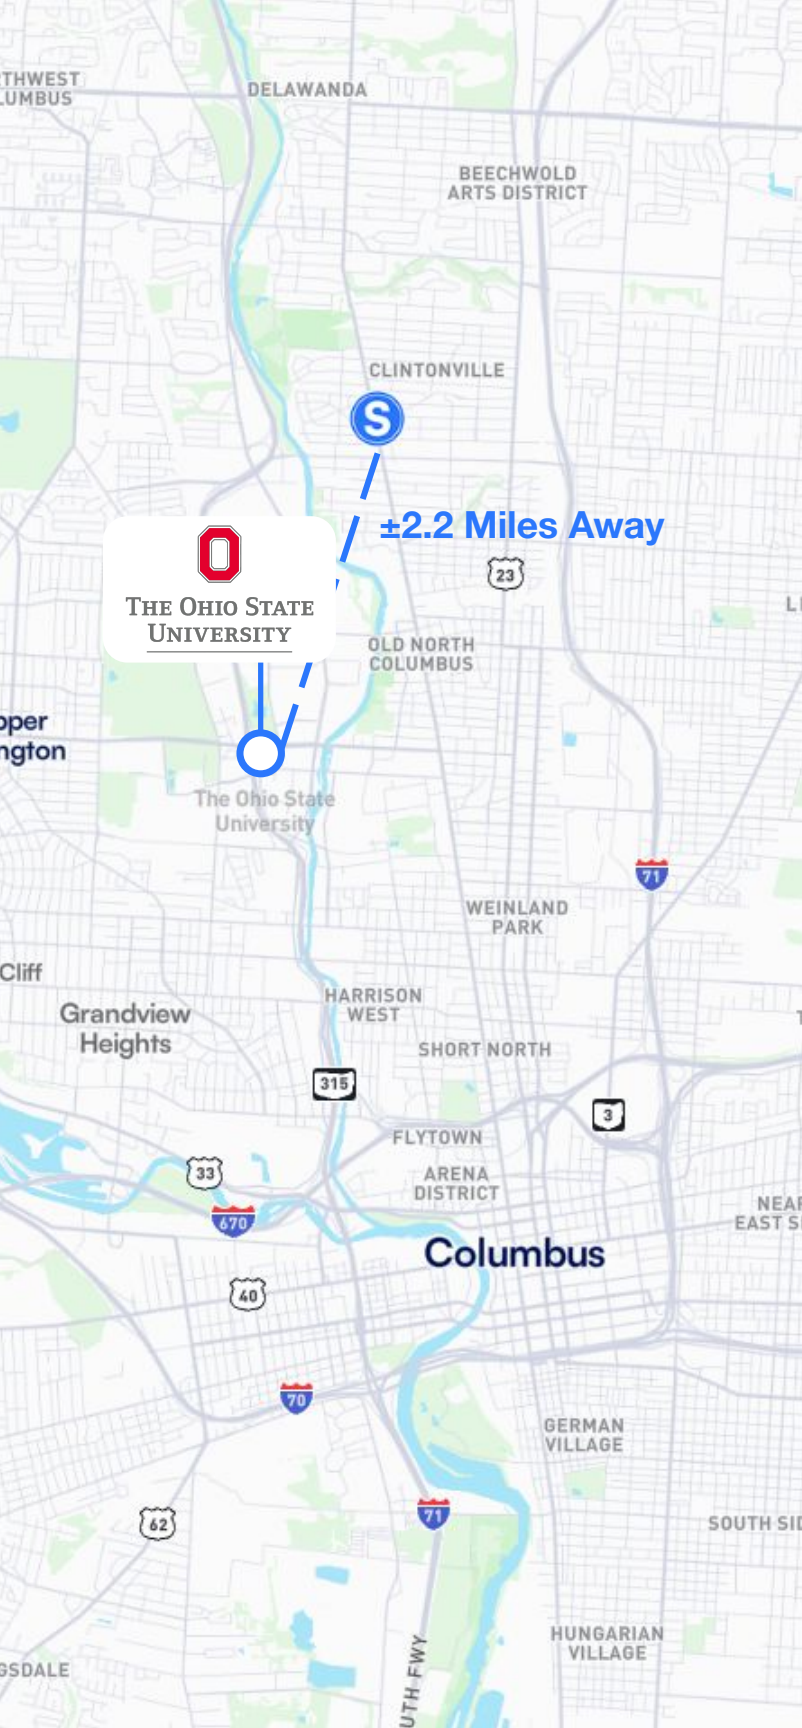 THWEST
LUMBUS
DELAWANDA
BEECHWOLD
ARTS DISTRICT
CLINTONVILLE
S
±2.2 Miles Away
THE OHIO STATE
UNIVERSITY
23
OLD NORTH
COLUMBUS
pper
ngton
The Ohio State
University
71
WEINLAND
PARK
Cliff
Grandview
Heights
HARRISON
WEST
SHORT NORTH
315
3
FLYTOWN
33
ARENA
DISTRICT
670
NEAR
EAST S
Columbus
40
70
GERMAN
VILLAGE
71
62
SOUTH SID
HUNGARIAN
VILLAGE
GSDALE
UTH FWY